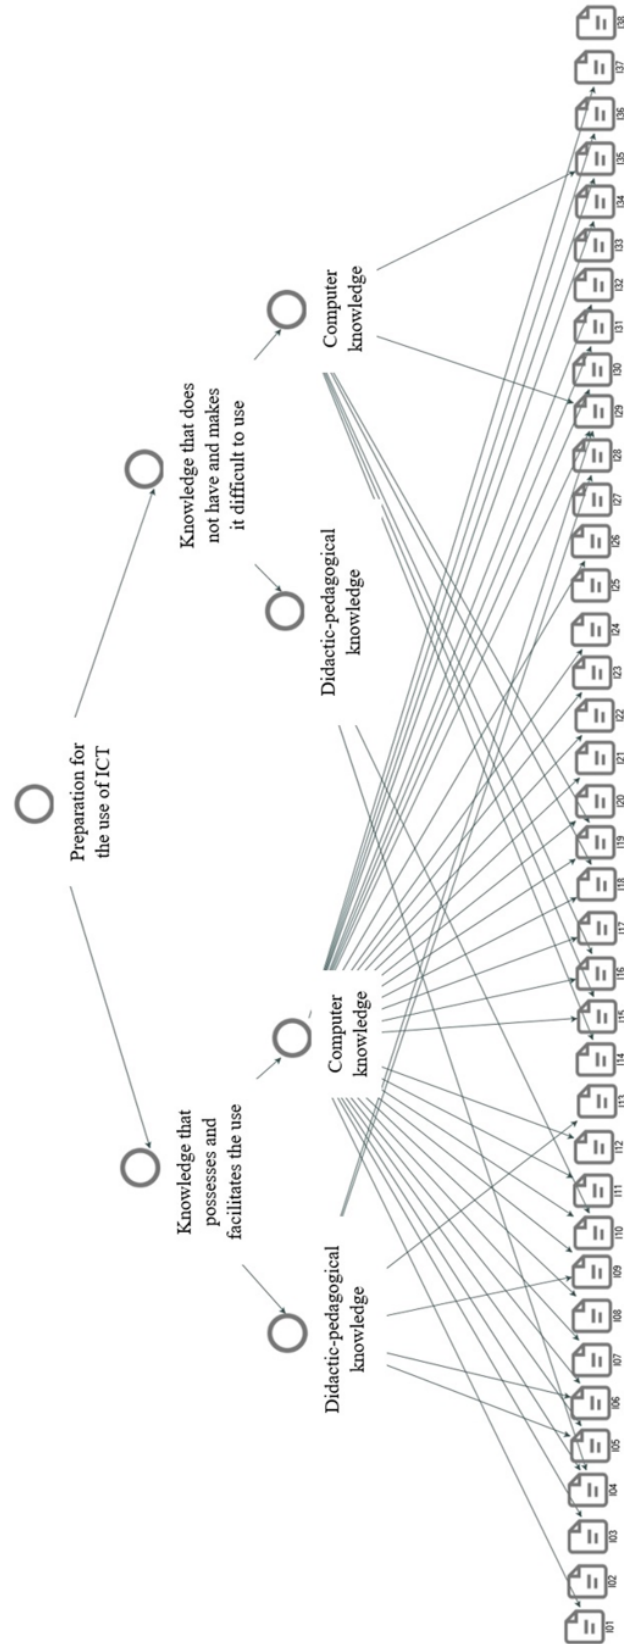 Preparation for
the use of ICT
Knowledge that
possesses and
facilitates the use
Knowledge that does
not have and makes
it difficult to use
Didactic-pedagogical
knowledge
Computer
knowledge
Didactic-pedagogical
knowledge
Computer
knowledge
I01
I02
I03
I04
I05
I06
I07
I08
I09
I10
I11
I12
I13
I14
I15
I16
I17
I18
I19
I20
I21
I22
I23
I24
I25
I26
I27
I28
I29
I30
I31
I32
I33
I34
I35
I36
I37
I38